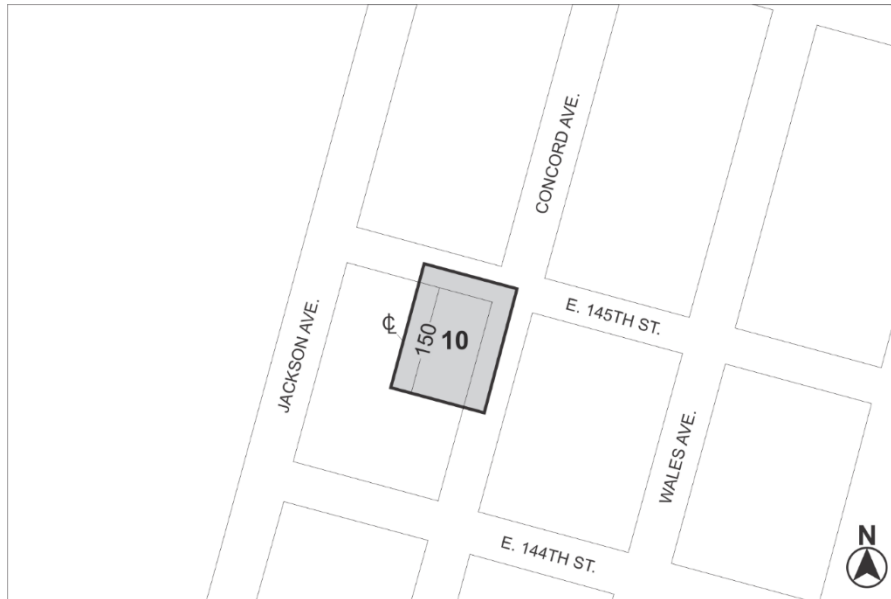 CONCORD AVE.
E. 145TH ST.
JACKSON AVE.
℄
150
10
WALES AVE.
E. 144TH ST.
N